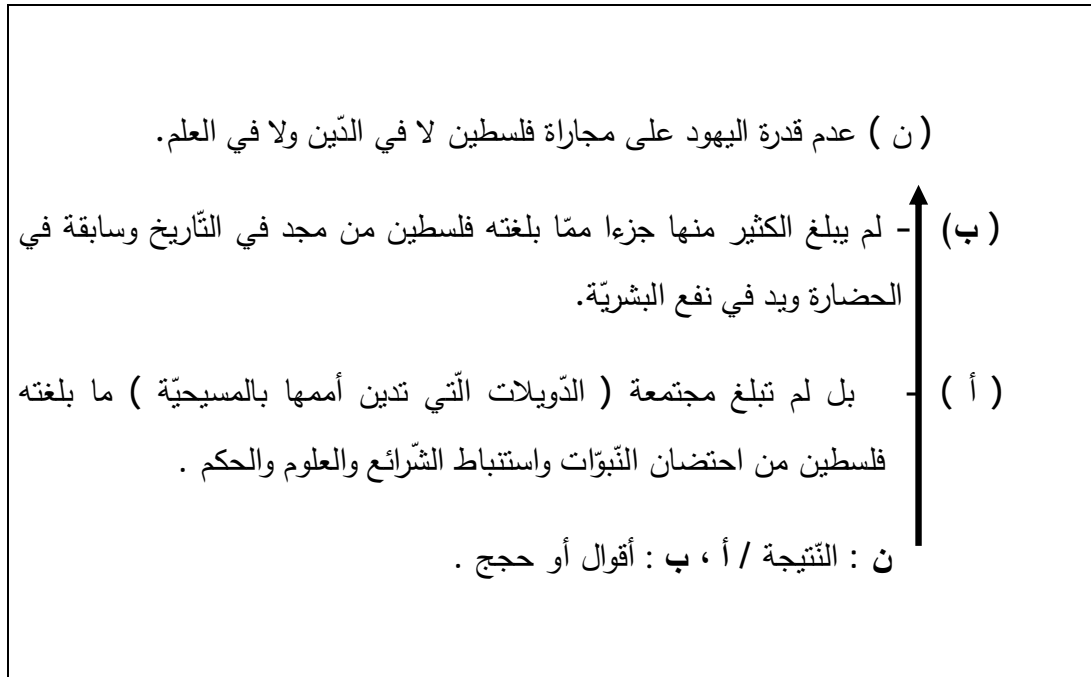 ( ن ) عدم قدرة اليهود على مجاراة فلسطين لا في الدّين ولا في العلم.
( ب) - لم يبلغ الكثير منها جزءا ممّا بلغته فلسطين من مجد في التّاريخ وسابقة في
الحضارة ويد في نفع البشريّة.
( أ ) - بل لم تبلغ مجتمعة ( الدّويلات الّتي تدين أممها بالمسيحيّة ) ما بلغته
فلسطين من احتضان النّبوّات واستنباط الشّرائع والعلوم والحكم .
ن : النّتيجة / أ ، ب : أقوال أو حجج .